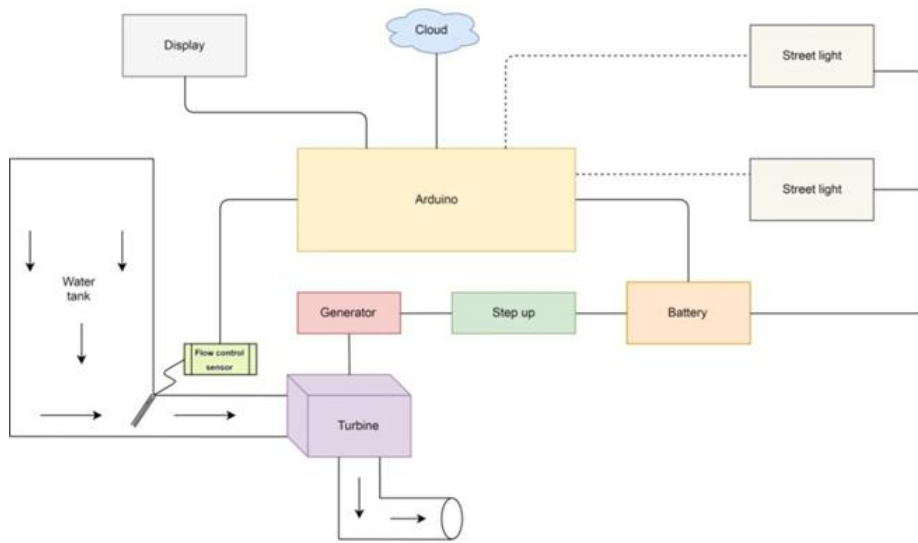 Display
Cloud
Street light
Street light
Arduino
Water
tank
Generator
Step up
Battery
Flow control
sensor
Turbine